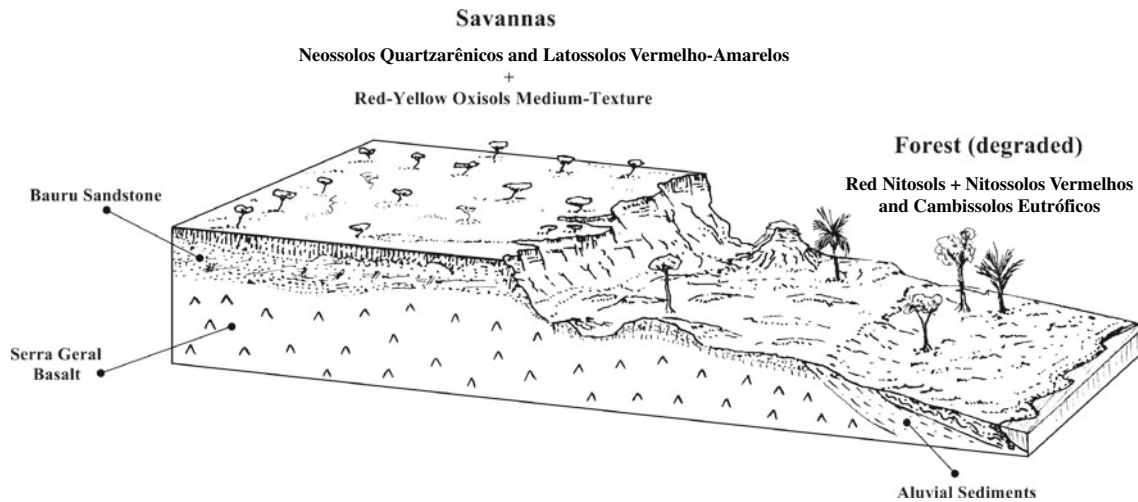 Savannas
Neossolos Quartzarênicos and Latossolos Vermelho-Amarelos
+
Red-Yellow Oxisols Medium-Texture
Forest (degraded)
Red Nitosols + Nitossolos Vermelhos
and Cambissolos Eutróficos
Bauru Sandstone
Serra Geral
Basalt
Aluvial Sediments